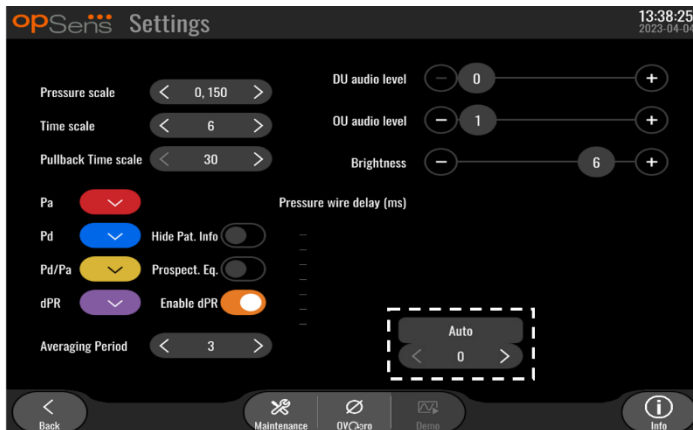 opSens Settings
13:38:25
2023-04-04
Pressure scale
0, 150
Time scale
6
Pullback Time scale
30
DU audio level
0
OU audio level
1
Brightness
6
Pa
Pd
Hide Pat. Info
Pd/Pa
Prospect. Eq.
dPR
Enable dPR
Averaging Period
3
Pressure wire delay (ms)
Auto
0
Back
Maintenance
Demo
Info